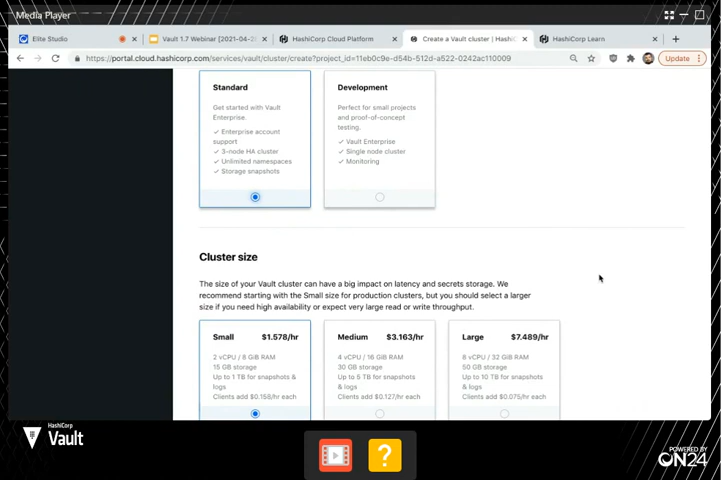 Media Player
Elite Studio
Vault 1.7 Webinar [2021-04-2
HashiCorp Cloud Platform
Create a Vault cluster | HashiC
HashiCorp Learn
https://portal.cloud.hashicorp.com/services/vault/cluster/create?project_id=11eb0c9e-d54b-512d-a522-0242ac110009
Update
Standard
Get started with Vault
Enterprise.
✓ Enterprise account
support
✓ 3-node HA cluster
✓ Unlimited namespaces
✓ Storage snapshots
Development
Perfect for small projects
and proof-of-concept
testing.
✓ Vault Enterprise
✓ Single node cluster
✓ Monitoring
Cluster size
The size of your Vault cluster can have a big impact on latency and secrets storage. We
recommend starting with the Small size for production clusters, but you should select a larger
size if you need high availability or expect very large read or write throughput.
Small $1.578/hr
2 vCPU / 8 GiB RAM
15 GB storage
Up to 1 TB for snapshots &
logs
Clients add $0.158/hr each
Medium $3.163/hr
4 vCPU / 16 GiB RAM
30 GB storage
Up to 5 TB for snapshots
& logs
Clients add $0.127/hr each
Large $7.489/hr
8 vCPU / 32 GiB RAM
50 GB storage
Up to 10 TB for snapshots
& logs
Clients add $0.075/hr each
HashiCorp
Vault
?
POWERED BY
ON24